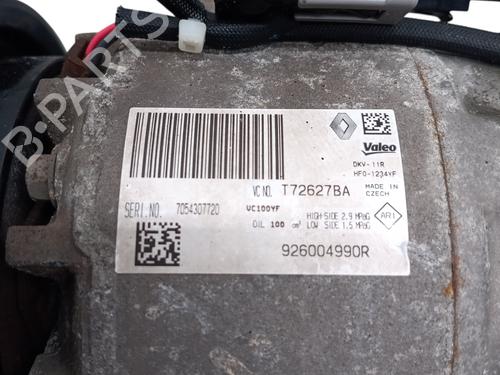 Valeo
DKV-11R
HFO-1234YF
VC NO. T72627BA
MADE IN
CZECH
SERI.NO. 7054307720
VC100YF
OIL 100 cm³
HIGH SIDE 2.9 MPaG
LOW SIDE 1.5 MPaG
AR1
926004990R
B-PARTS